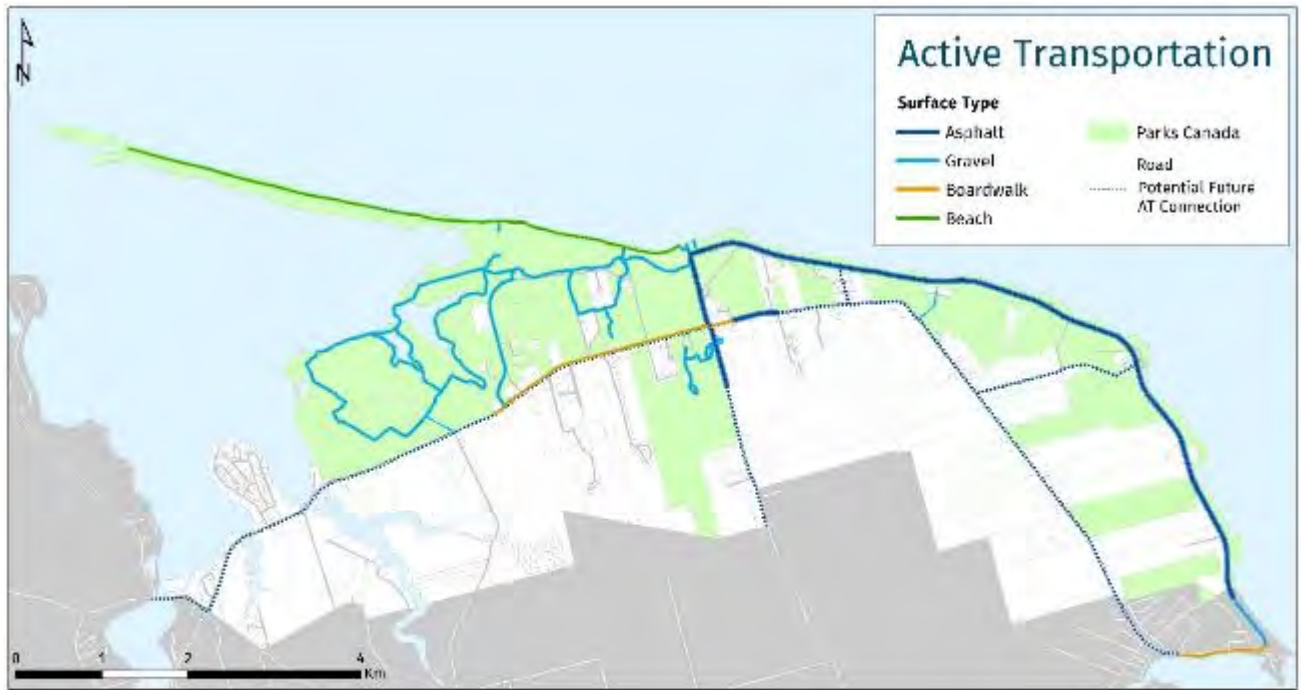 N
Active Transportation
Surface Type
Asphalt
Gravel
Boardwalk
Beach
Parks Canada
Road
Potential Future
AT Connection
0 1 2 4
Km